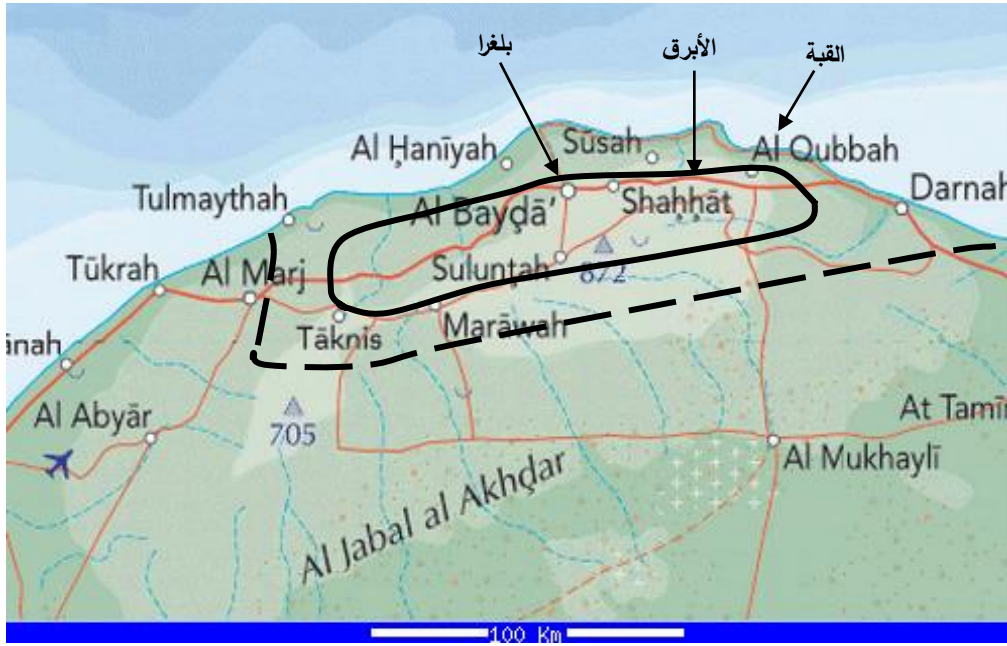 بلغرا
الأبرق
القبة
Al Ḥanīyah
Sūsah
Al Qubbah
Tulmaythah
Al Bayḍā'
Shaḥḥāt
Darnah
Tūkrah
Al Marj
Suluntah
872
Tāknis
Marāwah
ānah
Al Abyār
705
At Tamīn
Al Mukhaylī
Al Jabal al Akhḍar
100 Km